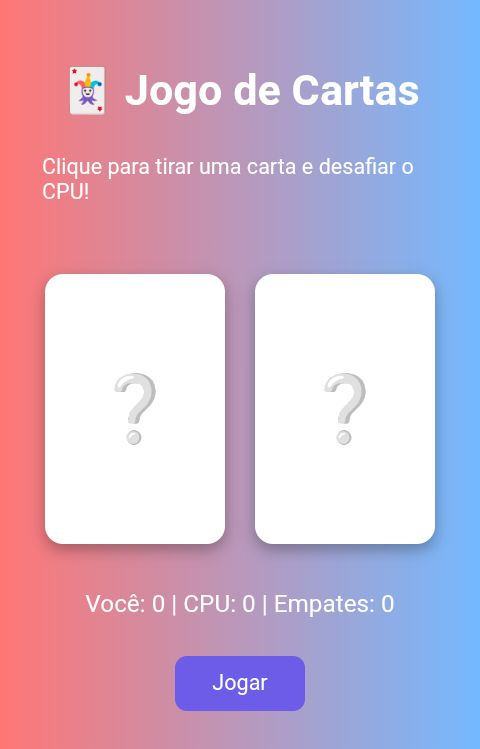 🃏 Jogo de Cartas
Clique para tirar uma carta e desafiar o
CPU!
❔ ❔
Você: 0 | CPU: 0 | Empates: 0
Jogar